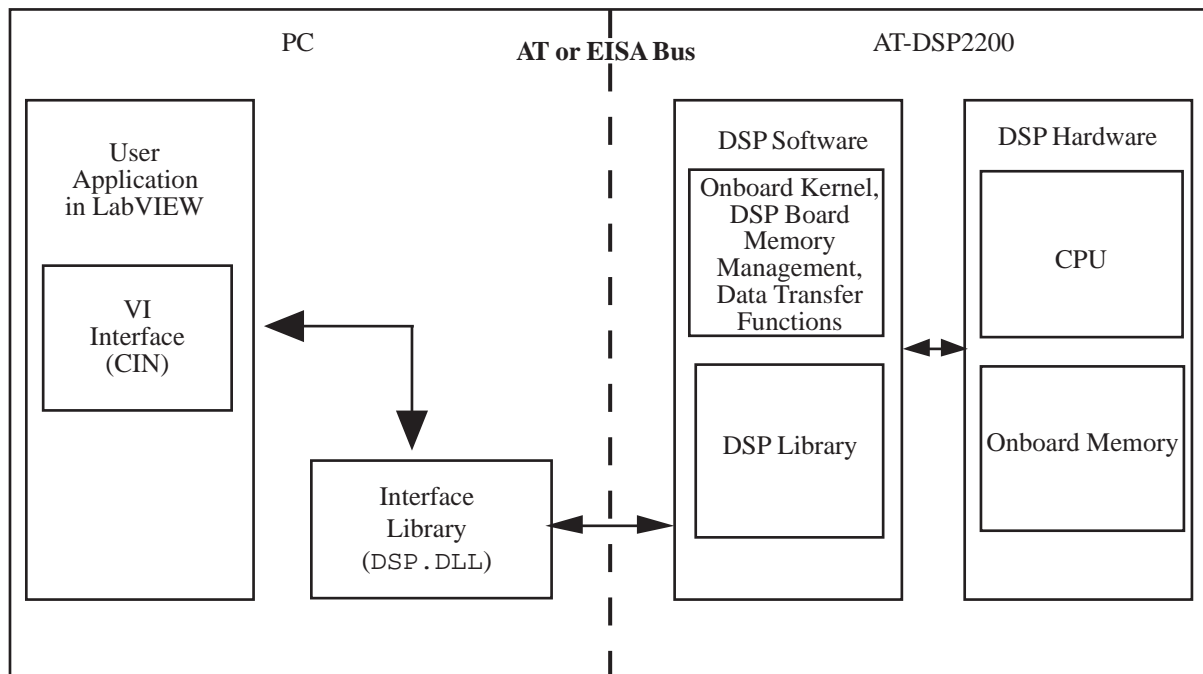 PC
AT or EISA Bus
AT-DSP2200
User
Application
in LabVIEW
VI
Interface
(CIN)
Interface
Library
(DSP.DLL)
DSP Software
Onboard Kernel,
DSP Board
Memory
Management,
Data Transfer
Functions
DSP Library
DSP Hardware
CPU
Onboard Memory